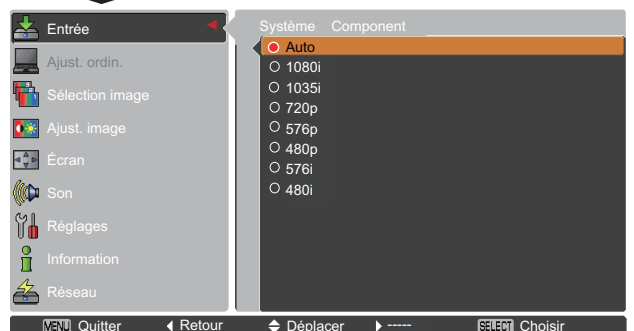 Entrée
Ajust. ordin.
Sélection image
Ajust. image
Écran
Son
Réglages
Information
Réseau
Système Component
Auto
1080i
1035i
720p
576p
480p
576i
480i
MENU Quitter Retour Déplacer ----- SELECT Choisir